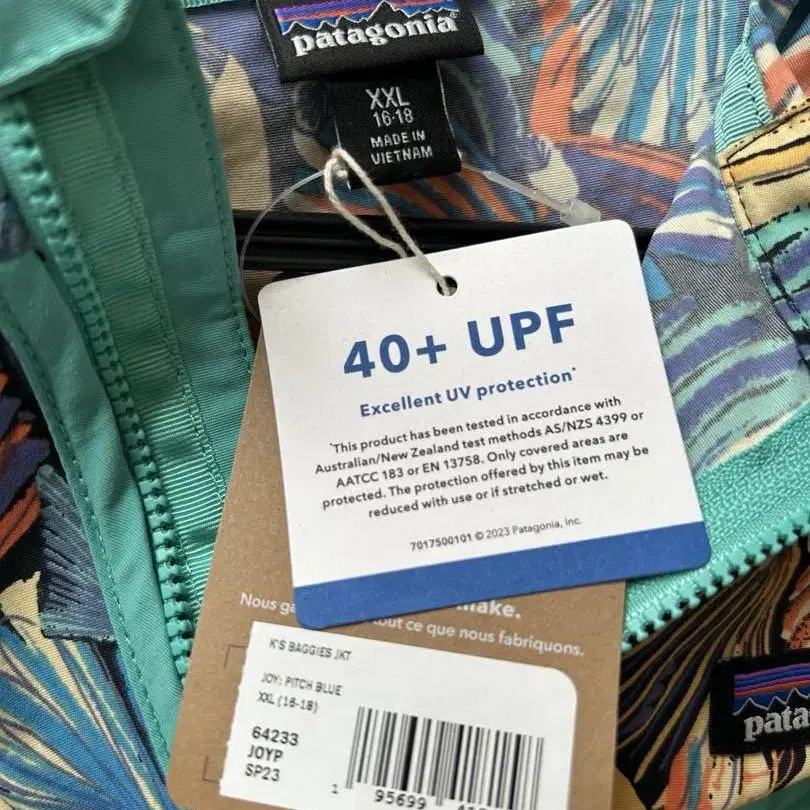 patagonia®
XXL
16-18
MADE IN
VIETNAM
40+ UPF
Excellent UV protection*
*This product has been tested in accordance with
Australian/New Zealand test methods AS/NZS 4399 or
AATCC 183 or EN 13758. Only covered areas are
protected. The protection offered by this item may be
reduced with use or if stretched or wet.
7017500101 © 2023 Patagonia, Inc.
make.
Nous
tout ce que nous fabriquons.
K'S BAGGIES JKT
JOY: PITCH BLUE
XXL (16-18)
64233
JOYP
SP23
1 95699
pata